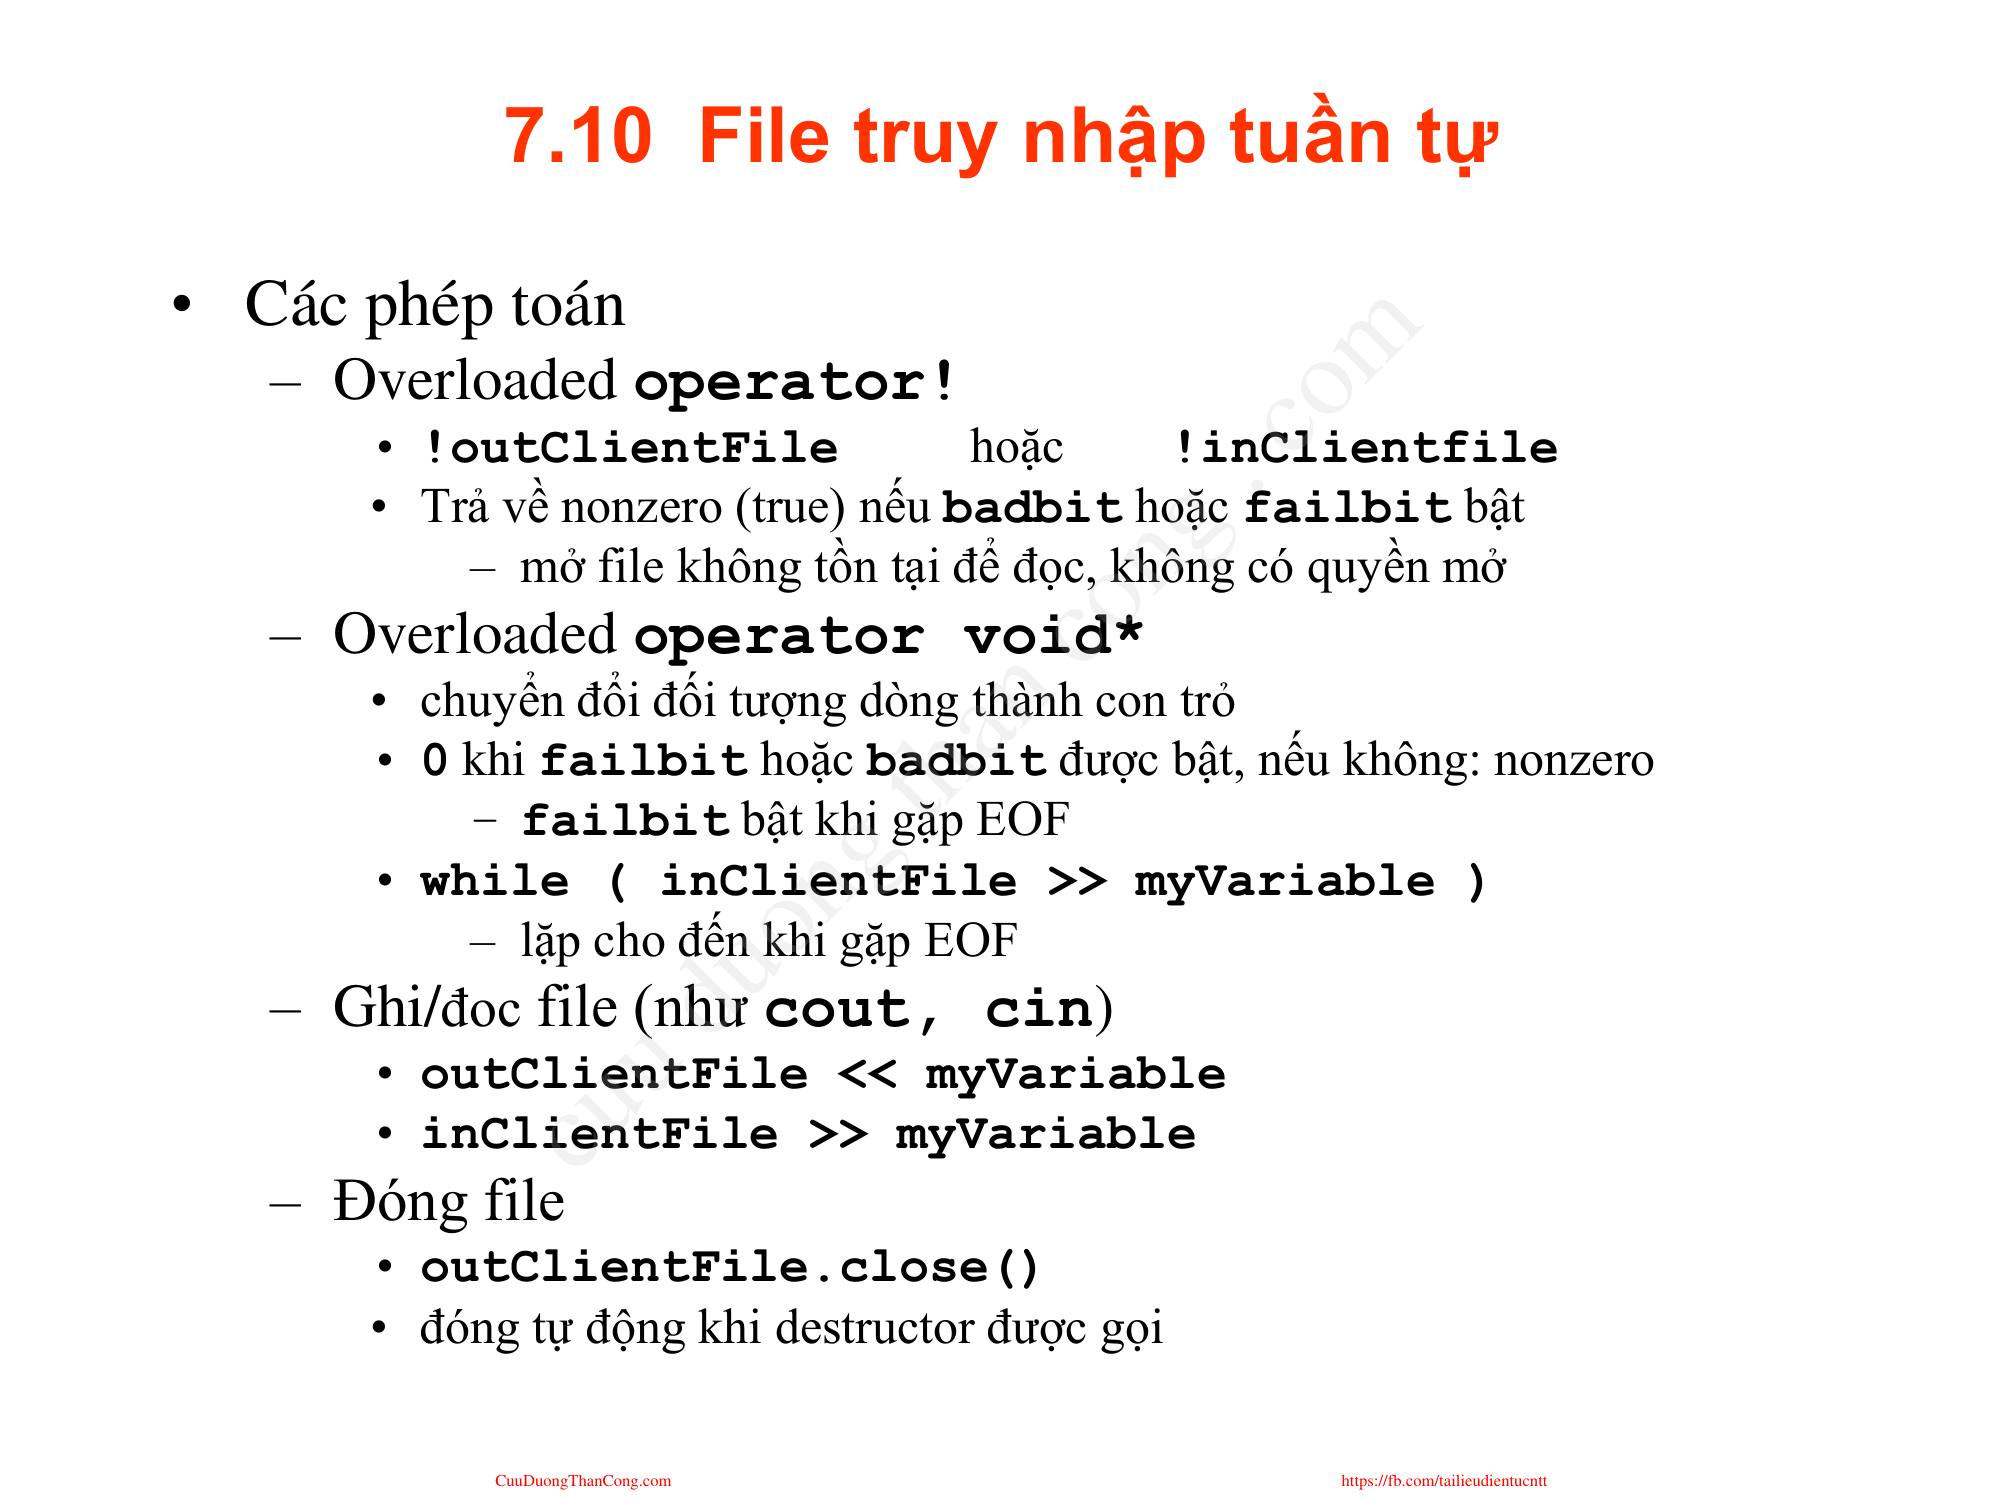 7.10 File truy nhập tuần tự
• Các phép toán
– Overloaded operator!
• !outClientFile hoặc !inClientfile
• Trả về nonzero (true) nếu badbit hoặc failbit bật
– mở file không tồn tại để đọc, không có quyền mở
– Overloaded operator void*
• chuyển đổi đối tượng dòng thành con trỏ
• 0 khi failbit hoặc badbit được bật, nếu không: nonzero
– failbit bật khi gặp EOF
• while ( inClientFile >> myVariable )
– lặp cho đến khi gặp EOF
– Ghi/đoc file (như cout, cin)
• outClientFile << myVariable
• inClientFile >> myVariable
– Đóng file
• outClientFile.close()
• đóng tự động khi destructor được gọi
cuu duong than cong . com
CuuDuongThanCong.com https://fb.com/tailieudientucntt